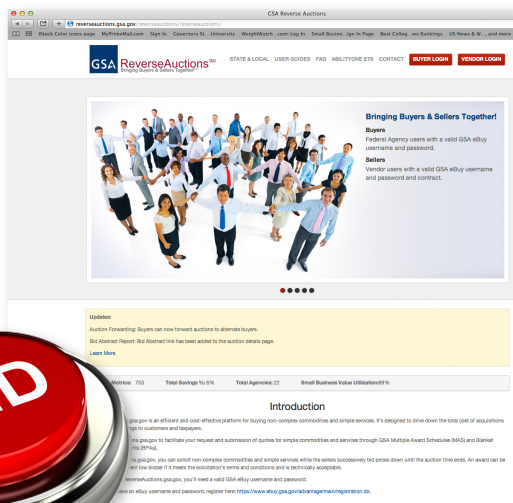 GSA Reverse Auctions
reverseauctions.gsa.gov/reverseauctions/reverseauctions/
iStock Color icons page MyPrimeMail.com Sign In Governors St... University WeightWatch...com: Log In Small Busine...ign In Page Best Colleg...ws Rankings US News & W ... and more
GSA ReverseAuctions SM
Bringing Buyers & Sellers Together
STATE & LOCAL USER GUIDES FAQ ABILITYONE ETS CONTACT BUYER LOGIN VENDOR LOGIN
Bringing Buyers & Sellers Together!
Buyers
Federal Agency users with a valid GSA eBuy
username and password.
Sellers
Vendor users with a valid GSA eBuy username
and password and contract.
Updates:
Auction Forwarding: Buyers can now forward auctions to alternate buyers.
Bid Abstract Report: Bid Abstract link has been added to the auction details page.
Learn More
Metrics: 753 Total Savings %: 6% Total Agencies: 22 Small Business Value Utilization: 89%
Introduction
.gsa.gov is an efficient and cost-effective platform for buying non-complex commodities and simple services. It's designed to drive down the total cost of acquisitions
to customers and taxpayers.
.gsa.gov to facilitate your request and submission of quotes for simple commodities and services through GSA Multiple Award Schedules (MAS) and Blanket
(BPAs).
.gsa.gov, you can solicit non-complex commodities and simple services while the sellers successively bid prices down until the auction time ends. An award can be
low bidder if it meets the solicitation's terms and conditions and is technically acceptable.
ReverseAuctions.gsa.gov, you'll need a valid GSA eBuy username and password.
an eBuy username and password, register here: https://www.ebuy.gsa.gov/advantage/main/registration.do.